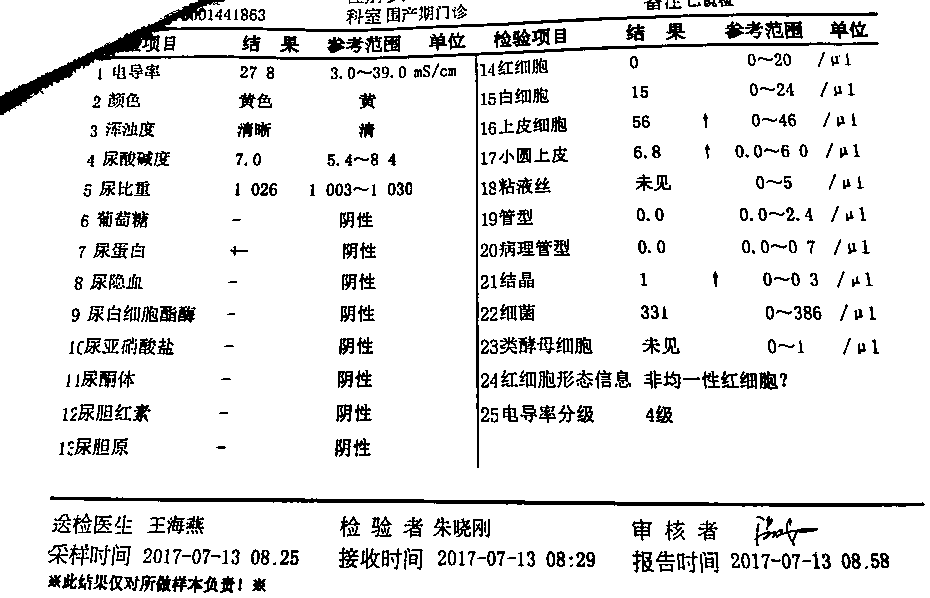 0001441863 科室 围产期门诊
项目 结 果 参考范围 单位 检验项目 结 果 参考范围 单位
1 电导率 27 8 3.0～39.0 mS/cm
2 颜色 黄色 黄
3 浑浊度 清晰 清
4 尿酸碱度 7.0 5.4～8 4
5 尿比重 1 026 1 003～1 030
6 葡萄糖 - 阴性
7 尿蛋白 +- 阴性
8 尿隐血 - 阴性
9 尿白细胞酯酶 - 阴性
10尿亚硝酸盐 - 阴性
11尿酮体 - 阴性
12尿胆红素 - 阴性
13尿胆原 - 阴性
14红细胞 0 0～20 /μl
15白细胞 15 0～24 /μl
16上皮细胞 56 ↑ 0～46 /μl
17小圆上皮 6.8 ↑ 0.0～6 0 /μl
18粘液丝 未见 0～5 /μl
19管型 0.0 0.0～2.4 /μl
20病理管型 0.0 0.0～0 7 /μl
21结晶 1 ↑ 0～0 3 /μl
22细菌 331 0～386 /μl
23类酵母细胞 未见 0～1 /μl
24红细胞形态信息 非均一性红细胞?
25电导率分级 4级
送检医生 王海燕 检 验 者 朱晓刚 审 核 者
采样时间 2017-07-13 08.25 接收时间 2017-07-13 08:29 报告时间 2017-07-13 08.58
※此结果仅对所做样本负责! ※